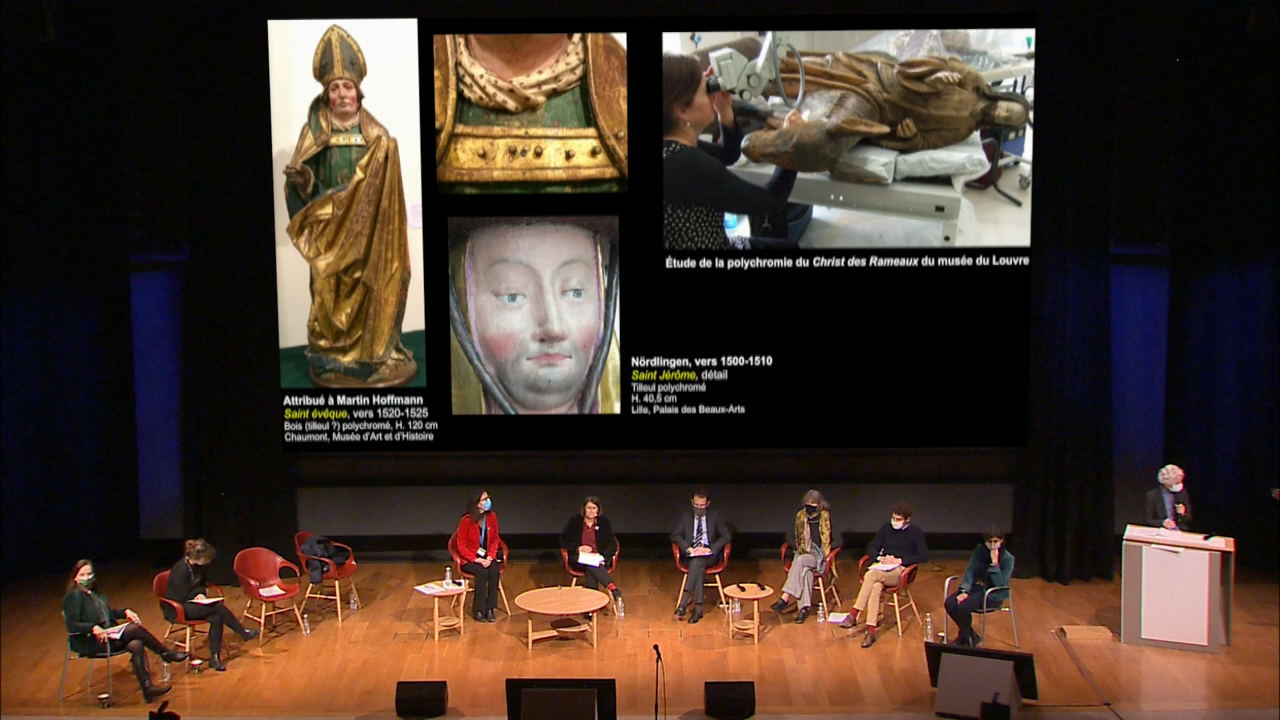 Étude de la polychromie du Christ des Rameaux du musée du Louvre
Nördlingen, vers 1500-1510
Saint Jérôme, détail
Tilleul polychromé
H. 40,5 cm
Lille, Palais des Beaux-Arts
Attribué à Martin Hoffmann
Saint évêque, vers 1520-1525
Bois (tilleul ?) polychromé, H. 120 cm
Chaumont, Musée d'Art et d'Histoire